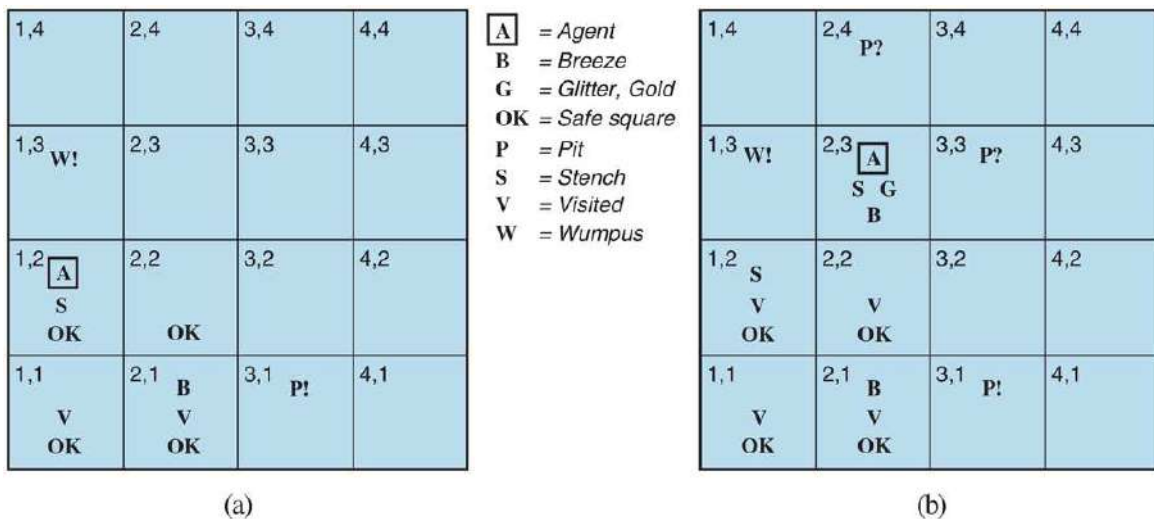 1,4 2,4 3,4 4,4
1,3 W! 2,3 3,3 4,3
1,2 A 2,2 3,2 4,2
S
OK OK
1,1 2,1 B 3,1 P! 4,1
V V
OK OK
(a)
A = Agent
B = Breeze
G = Glitter, Gold
OK = Safe square
P = Pit
S = Stench
V = Visited
W = Wumpus
1,4 2,4 P? 3,4 4,4
1,3 W! 2,3 A 3,3 P? 4,3
S G
B
1,2 S 2,2 3,2 4,2
V V
OK OK
1,1 2,1 B 3,1 P! 4,1
V V
OK OK
(b)